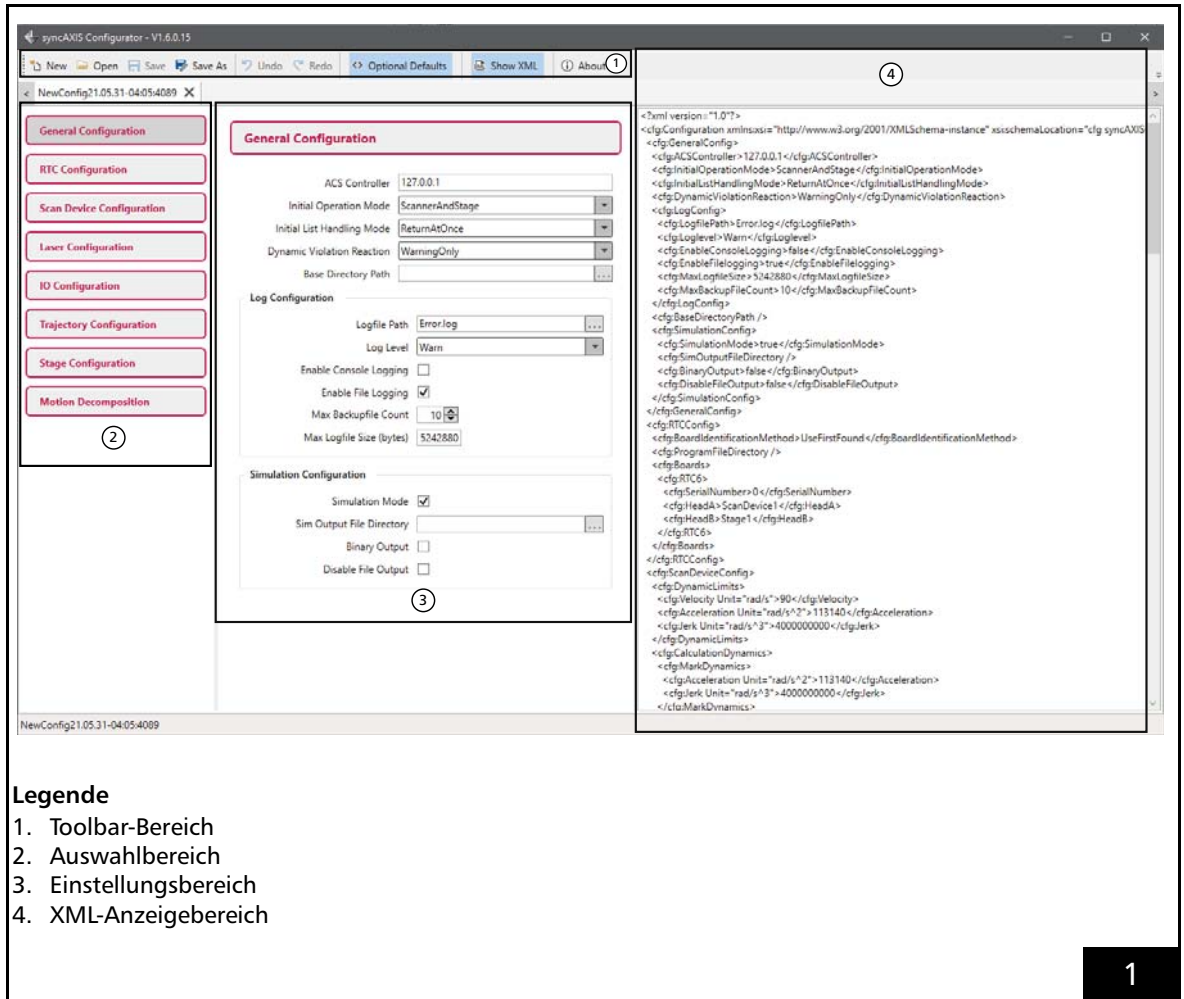 syncAXIS Configurator - V1.6.0.15
New Open Save Save As Undo Redo <> Optional Defaults Show XML About 1
NewConfig21.05.31-04:05:4089
General Configuration
RTC Configuration
Scan Device Configuration
Laser Configuration
IO Configuration
Trajectory Configuration
Stage Configuration
Motion Decomposition
2
General Configuration
ACS Controller 127.0.0.1
Initial Operation Mode ScannerAndStage
Initial List Handling Mode ReturnAtOnce
Dynamic Violation Reaction WarningOnly
Base Directory Path ...
Log Configuration
Logfile Path Error.log ...
Log Level Warn
Enable Console Logging
Enable File Logging
Max Backupfile Count 10
Max Logfile Size (bytes) 5242880
Simulation Configuration
Simulation Mode
Sim Output File Directory ...
Binary Output
Disable File Output
3
4
<?xml version="1.0"?>
<cfg:Configuration xmlns:xsi="http://www.w3.org/2001/XMLSchema-instance" xsi:schemaLocation="cfg syncAXIS
<cfg:GeneralConfig>
<cfg:ACSController>127.0.0.1</cfg:ACSController>
<cfg:InitialOperationMode>ScannerAndStage</cfg:InitialOperationMode>
<cfg:InitialListHandlingMode>ReturnAtOnce</cfg:InitialListHandlingMode>
<cfg:DynamicViolationReaction>WarningOnly</cfg:DynamicViolationReaction>
<cfg:LogConfig>
<cfg:LogfilePath>Error.log</cfg:LogfilePath>
<cfg:Loglevel>Warn</cfg:Loglevel>
<cfg:EnableConsoleLogging>false</cfg:EnableConsoleLogging>
<cfg:EnableFilelogging>true</cfg:EnableFilelogging>
<cfg:MaxLogfileSize>5242880</cfg:MaxLogfileSize>
<cfg:MaxBackupFileCount>10</cfg:MaxBackupFileCount>
</cfg:LogConfig>
<cfg:BaseDirectoryPath />
<cfg:SimulationConfig>
<cfg:SimulationMode>true</cfg:SimulationMode>
<cfg:SimOutputFileDirectory />
<cfg:BinaryOutput>false</cfg:BinaryOutput>
<cfg:DisableFileOutput>false</cfg:DisableFileOutput>
</cfg:SimulationConfig>
</cfg:GeneralConfig>
<cfg:RTCConfig>
<cfg:BoardIdentificationMethod>UseFirstFound</cfg:BoardIdentificationMethod>
<cfg:ProgramFileDirectory />
<cfg:Boards>
<cfg:RTC6>
<cfg:SerialNumber>0</cfg:SerialNumber>
<cfg:HeadA>ScanDevice1</cfg:HeadA>
<cfg:HeadB>Stage1</cfg:HeadB>
</cfg:RTC6>
</cfg:Boards>
</cfg:RTCConfig>
<cfg:ScanDeviceConfig>
<cfg:DynamicLimits>
<cfg:Velocity Unit="rad/s">90</cfg:Velocity>
<cfg:Acceleration Unit="rad/s^2">113140</cfg:Acceleration>
<cfg:Jerk Unit="rad/s^3">4000000000</cfg:Jerk>
</cfg:DynamicLimits>
<cfg:CalculationDynamics>
<cfg:MarkDynamics>
<cfg:Acceleration Unit="rad/s^2">113140</cfg:Acceleration>
<cfg:Jerk Unit="rad/s^3">4000000000</cfg:Jerk>
</cfg:MarkDynamics>
NewConfig21.05.31-04:05:4089
Legende
1. Toolbar-Bereich
2. Auswahlbereich
3. Einstellungsbereich
4. XML-Anzeigebereich
1